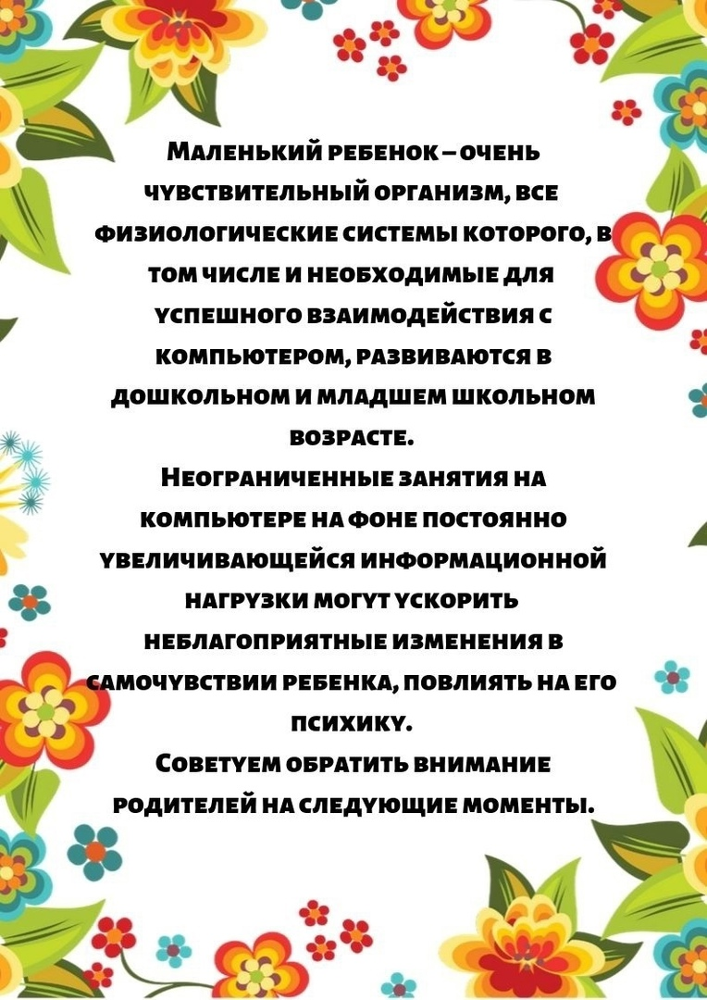 Маленький ребенок – очень
чувствительный организм, все
физиологические системы которого, в
том числе и необходимые для
успешного взаимодействия с
компьютером, развиваются в
дошкольном и младшем школьном
возрасте.
Неограниченные занятия на
компьютере на фоне постоянно
увеличивающейся информационной
нагрузки могут ускорить
неблагоприятные изменения в
самочувствии ребенка, повлиять на его
психику.
Советуем обратить внимание
родителей на следующие моменты.